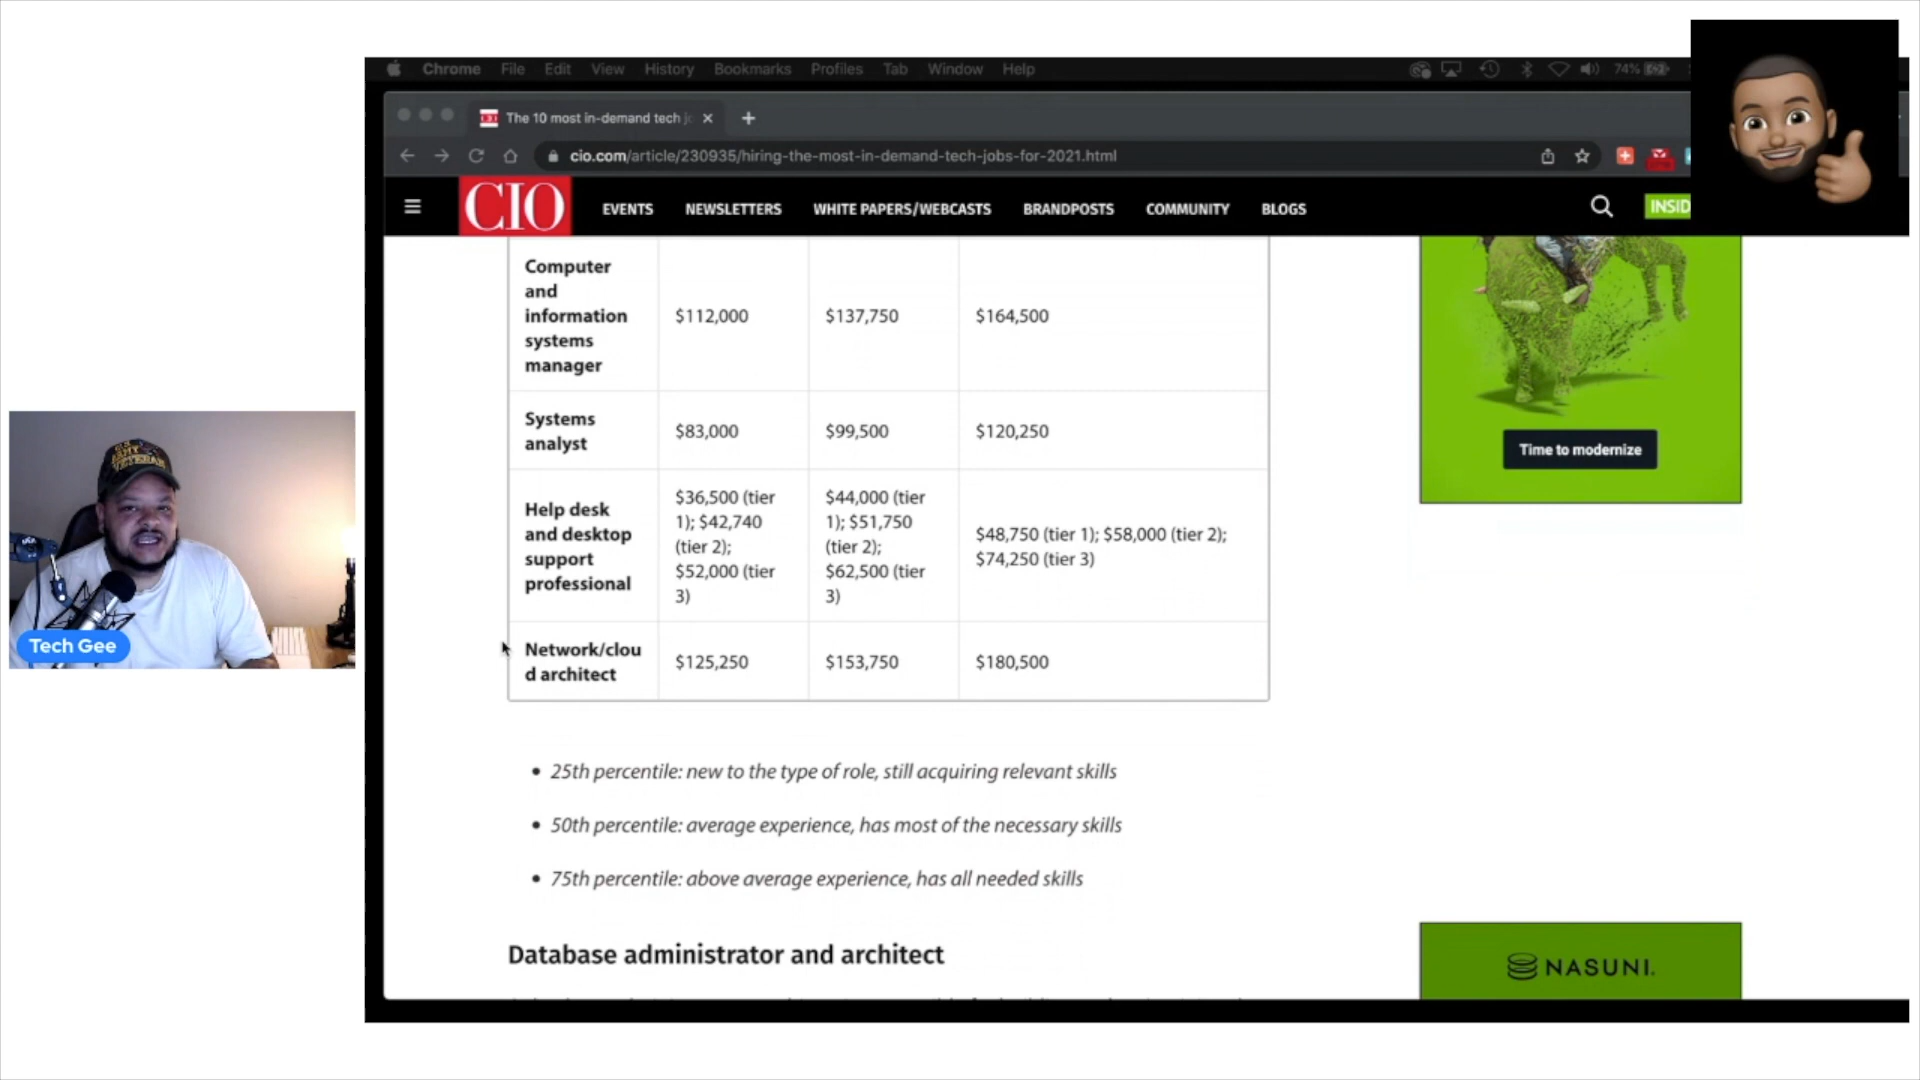 Chrome File Edit View History Bookmarks Profiles Tab Window Help
74%
The 10 most in-demand tech
cio.com/article/230935/hiring-the-most-in-demand-tech-jobs-for-2021.html
CIO
EVENTS NEWSLETTERS WHITE PAPERS/WEBCASTS BRANDPOSTS COMMUNITY BLOGS
INSID
Computer
and
information
systems
manager
$112,000
$137,750
$164,500
Systems
analyst
$83,000
$99,500
$120,250
Help desk
and desktop
support
professional
$36,500 (tier
1); $42,740
(tier 2);
$52,000 (tier
3)
$44,000 (tier
1); $51,750
(tier 2);
$62,500 (tier
3)
$48,750 (tier 1); $58,000 (tier 2);
$74,250 (tier 3)
Network/clou
d architect
$125,250
$153,750
$180,500
• 25th percentile: new to the type of role, still acquiring relevant skills
• 50th percentile: average experience, has most of the necessary skills
• 75th percentile: above average experience, has all needed skills
Database administrator and architect
Time to modernize
NASUNI.
U.S.
ARMY
VETERAN
Tech Gee